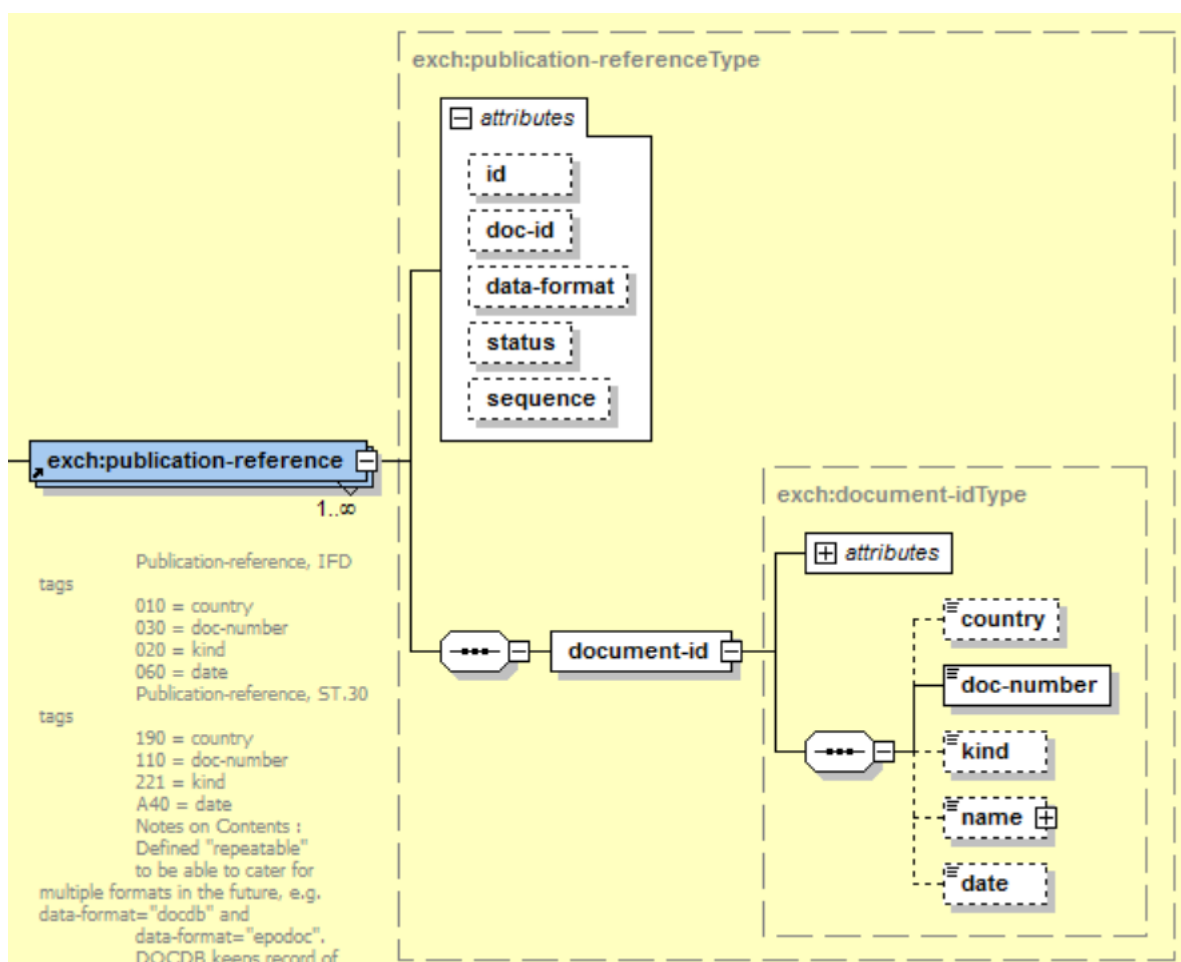 exch:publication-referenceType
attributes
id
doc-id
data-format
status
sequence
exch:publication-reference
1..∞
Publication-reference, IFD
tags
010 = country
030 = doc-number
020 = kind
060 = date
Publication-reference, ST.30
tags
190 = country
110 = doc-number
221 = kind
A40 = date
Notes on Contents :
Defined "repeatable"
to be able to cater for
multiple formats in the future, e.g.
data-format="docdb" and
data-format="epodoc".
DOCDB keeps record of
document-id
exch:document-idType
attributes
country
doc-number
kind
name
date